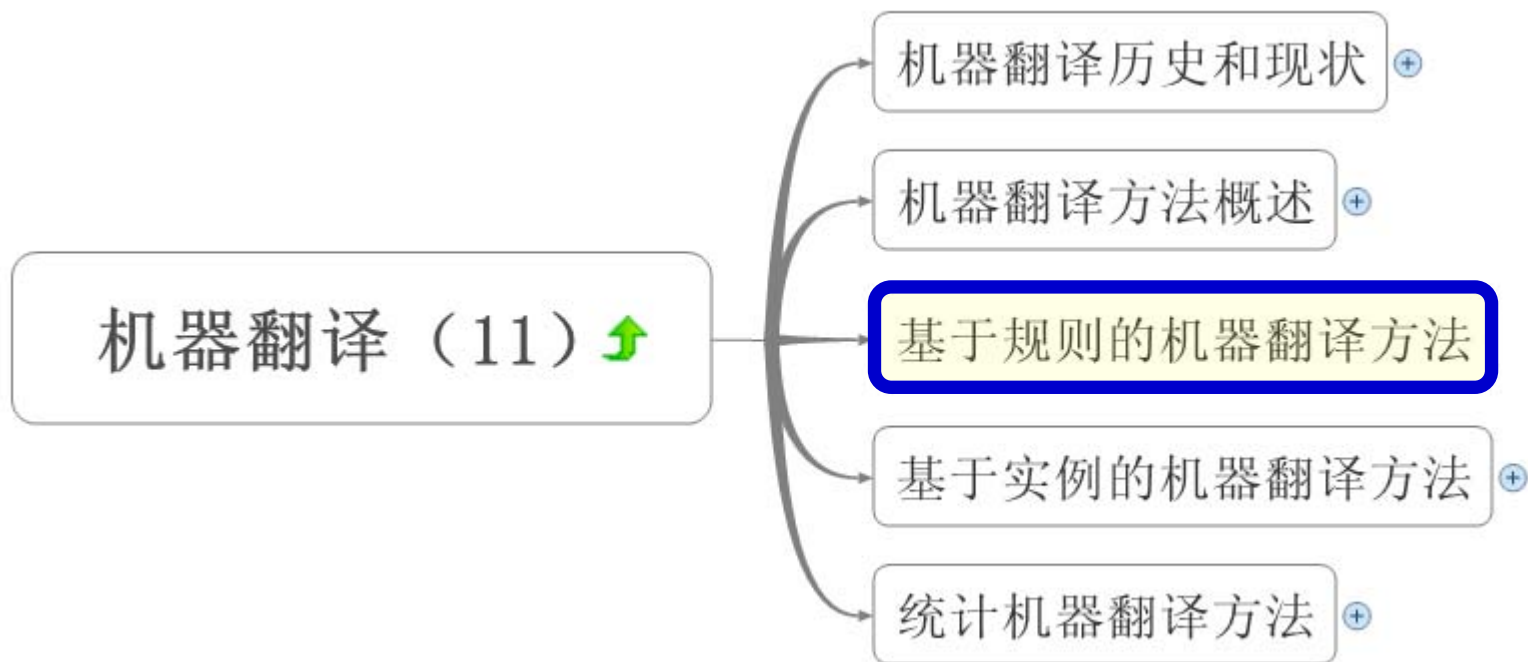 机器翻译（11）
机器翻译历史和现状
机器翻译方法概述
基于规则的机器翻译方法
基于实例的机器翻译方法
统计机器翻译方法